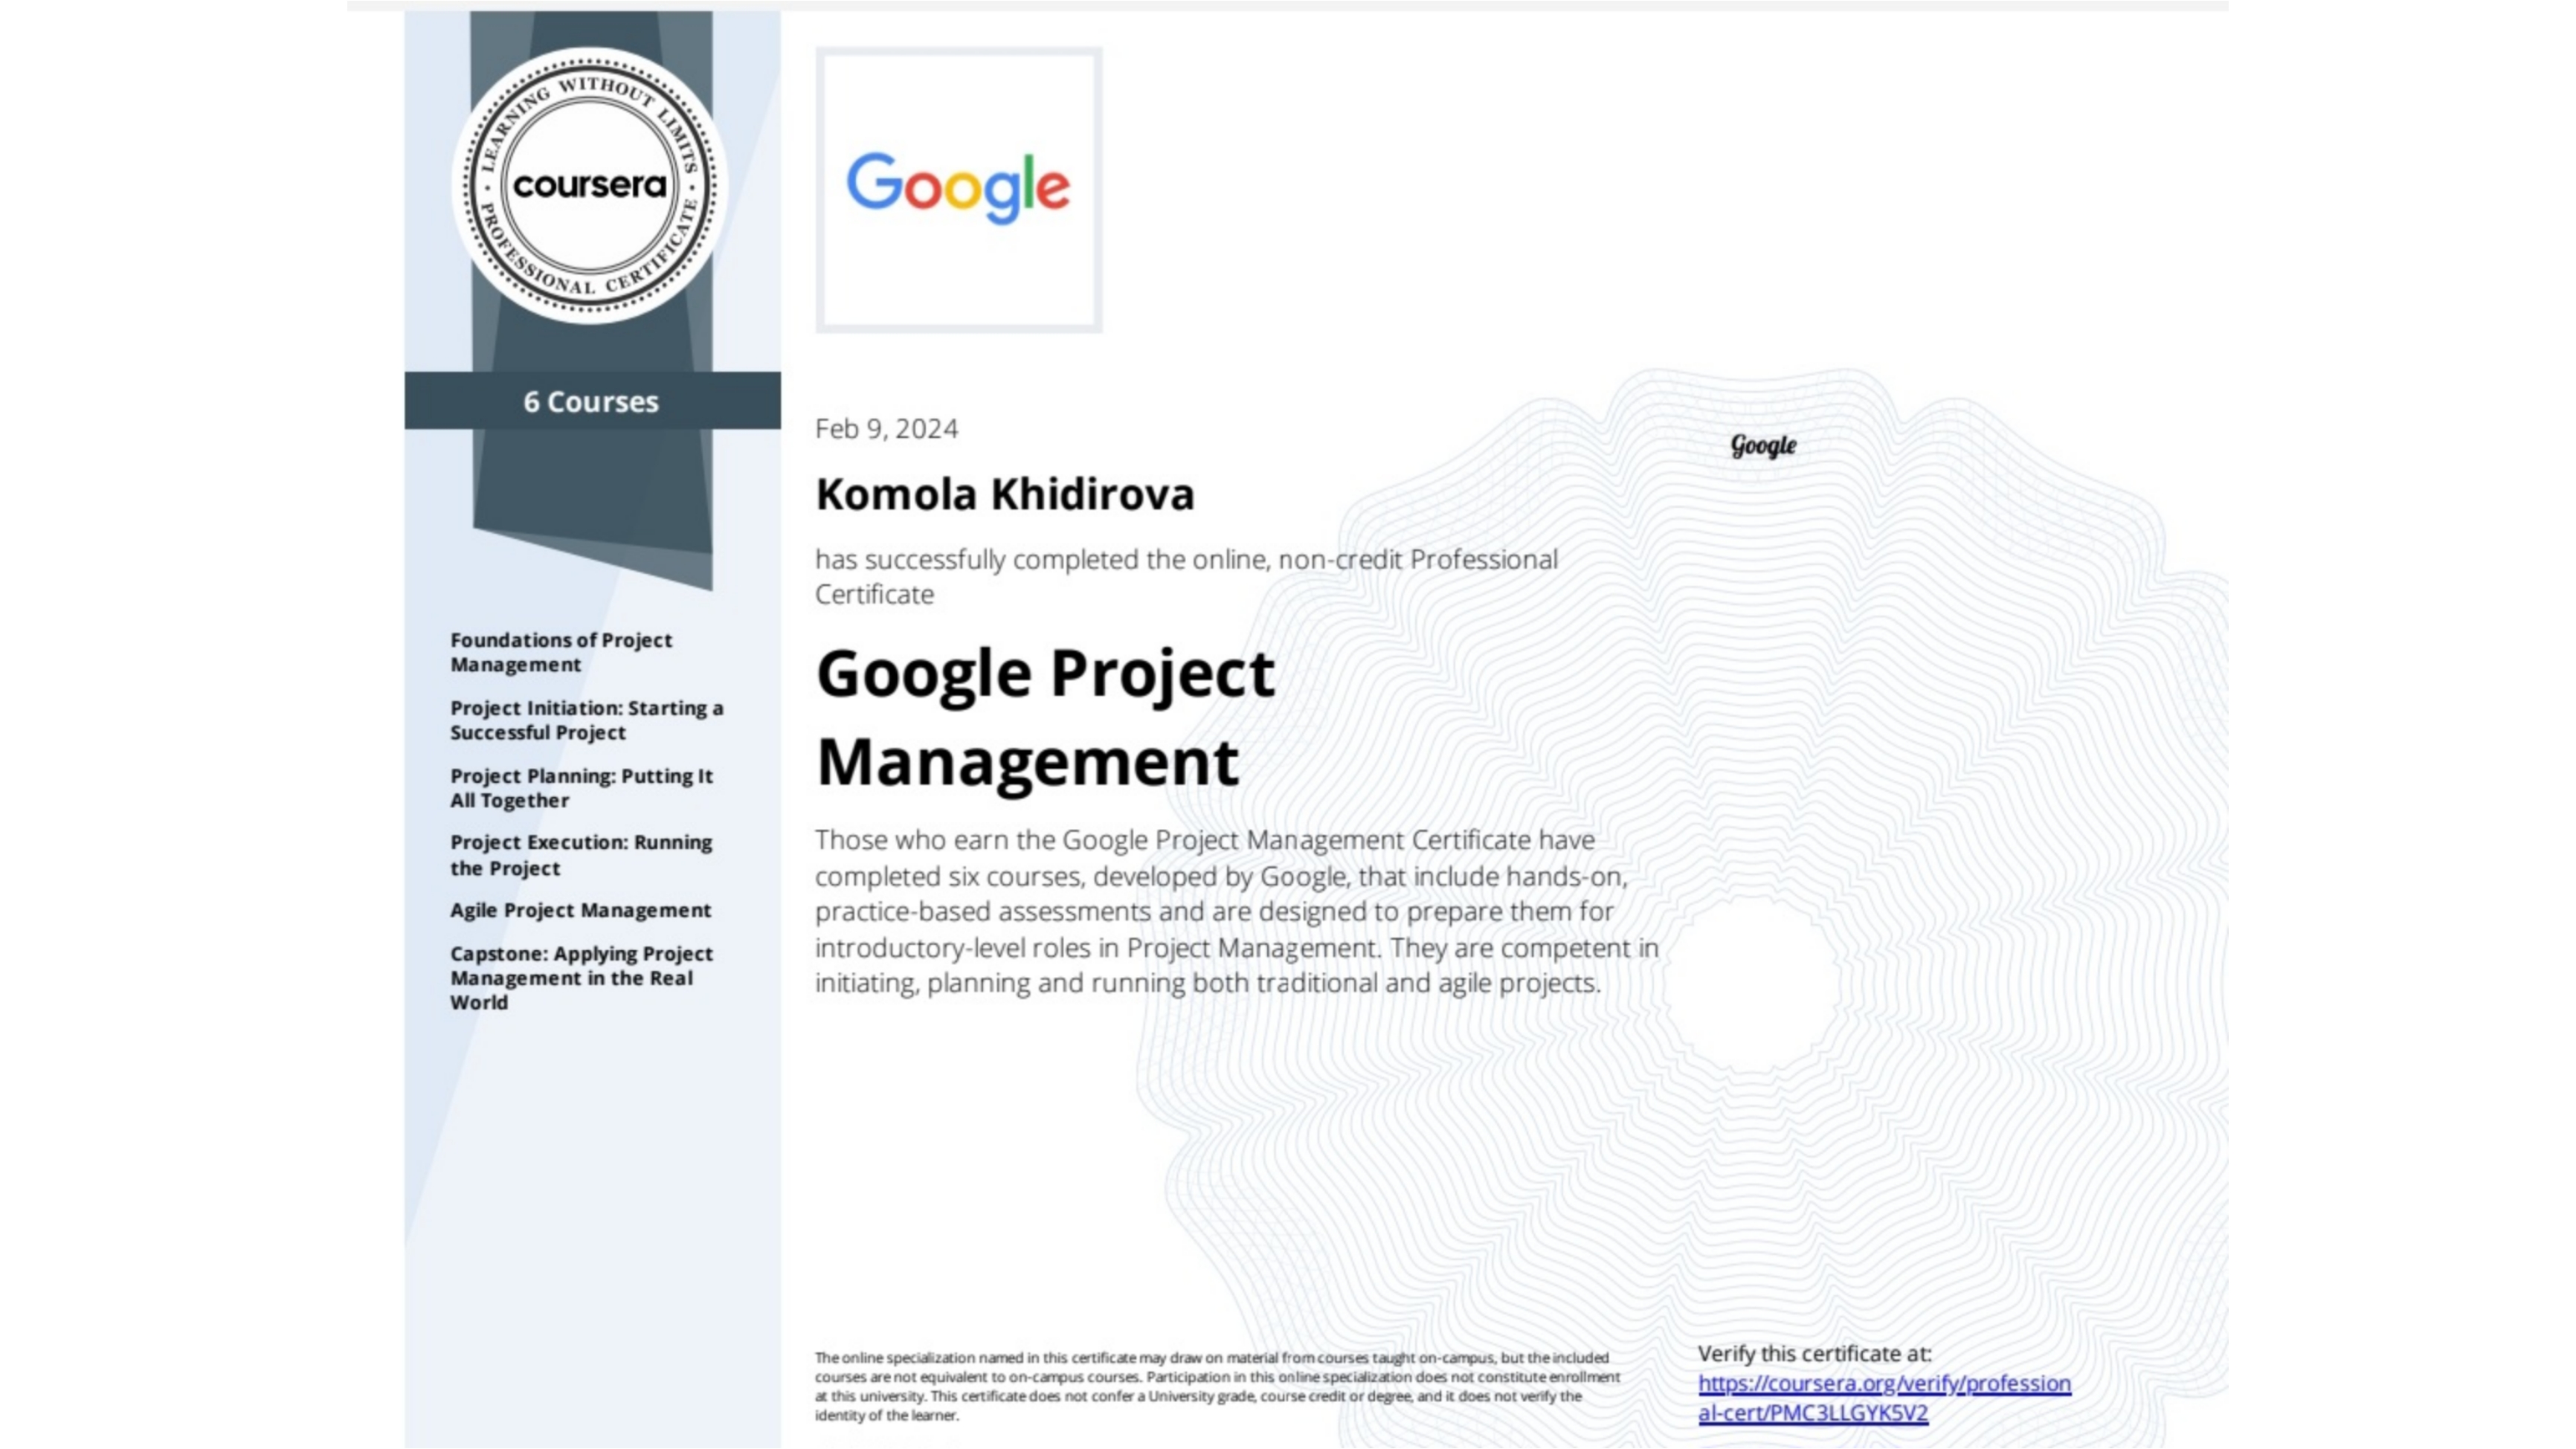 LEARNING WITHOUT LIMITS
coursera
PROFESSIONAL CERTIFICATE
6 Courses
Foundations of Project
Management
Project Initiation: Starting a
Successful Project
Project Planning: Putting It
All Together
Project Execution: Running
the Project
Agile Project Management
Capstone: Applying Project
Management in the Real
World
Google
Feb 9, 2024
Komola Khidirova
has successfully completed the online, non-credit Professional
Certificate
Google Project
Management
Those who earn the Google Project Management Certificate have
completed six courses, developed by Google, that include hands-on,
practice-based assessments and are designed to prepare them for
introductory-level roles in Project Management. They are competent in
initiating, planning and running both traditional and agile projects.
Google
The online specialization named in this certificate may draw on material from courses taught on-campus, but the included
courses are not equivalent to on-campus courses. Participation in this online specialization does not constitute enrollment
at this university. This certificate does not confer a University grade, course credit or degree, and it does not verify the
identity of the learner.
Verify this certificate at:
https://coursera.org/verify/profession
al-cert/PMC3LLGYK5V2